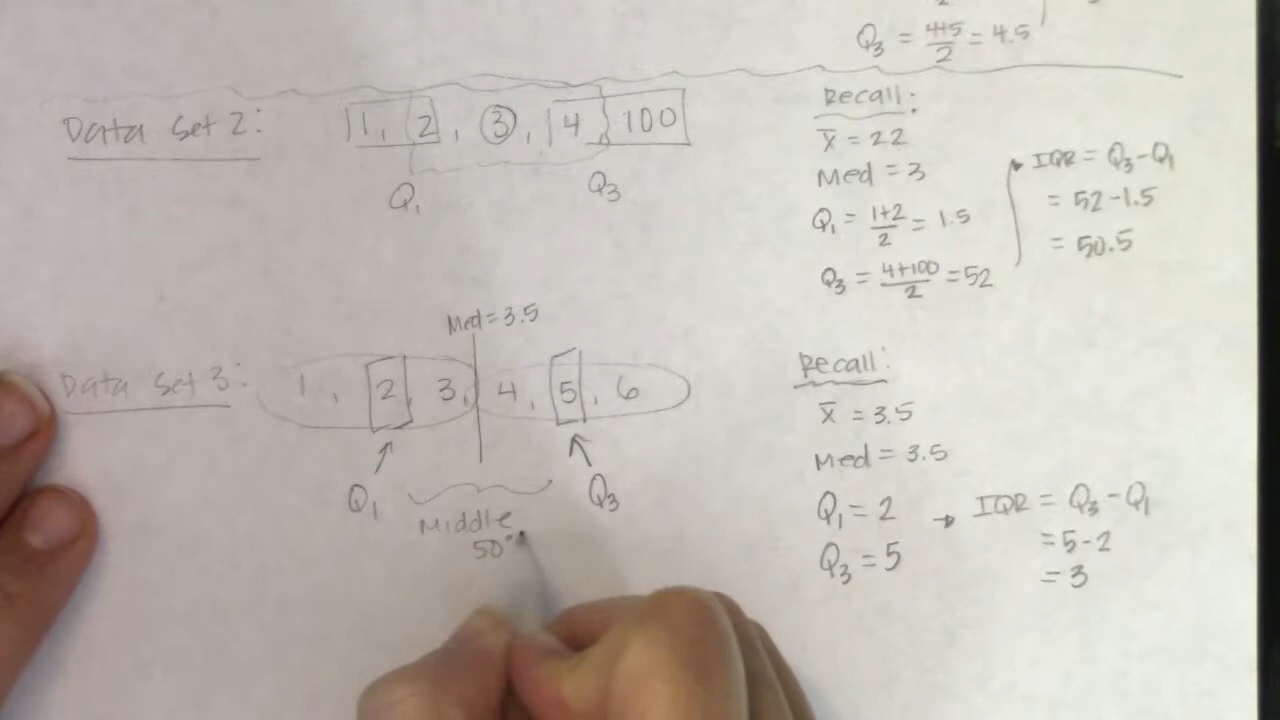 Q3 = 4+5/2 = 4.5
Data Set 2: 1, 2, 3, 4, 100
Q1 Q3
Recall:
x̄ = 22
Med = 3
Q1 = 1+2/2 = 1.5
Q3 = 4+100/2 = 52
IQR = Q3 - Q1
= 52 - 1.5
= 50.5
Med = 3.5
Data Set 3: 1, 2, 3, 4, 5, 6
Q1 Q3
Middle
50
Recall:
x̄ = 3.5
Med = 3.5
Q1 = 2
Q3 = 5
IQR = Q3 - Q1
= 5 - 2
= 3